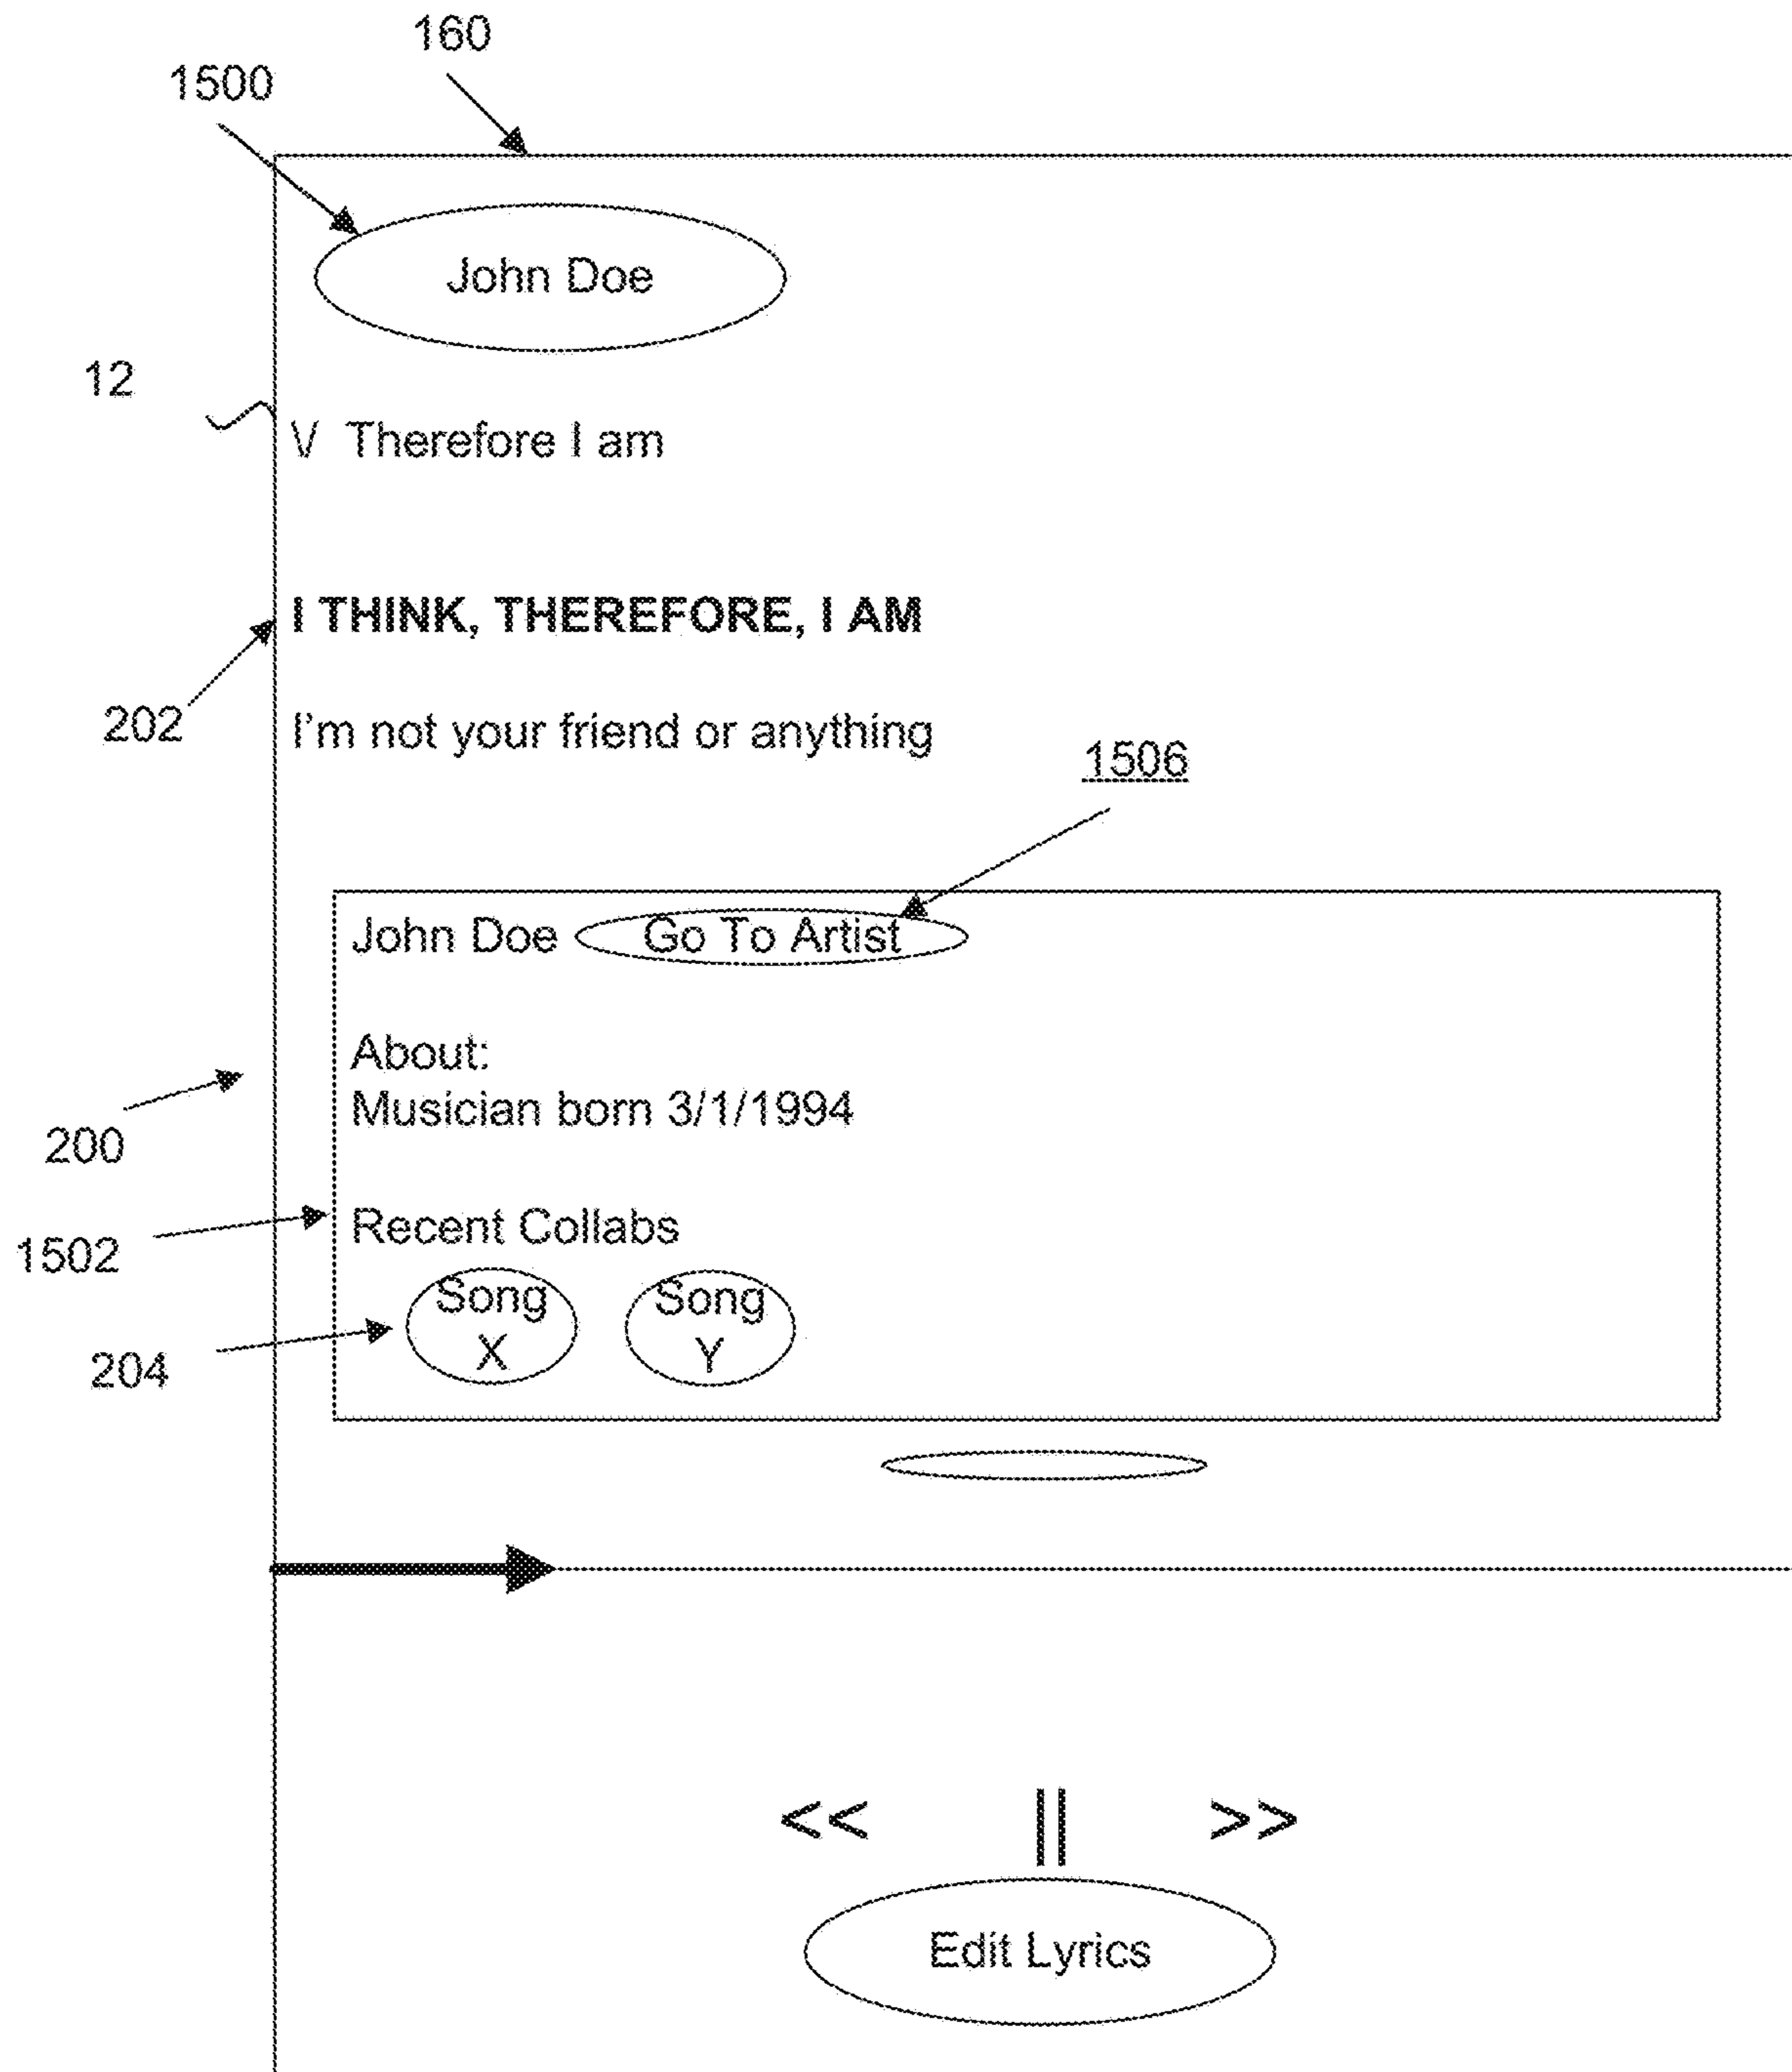 160
1500
John Doe
12
V Therefore I am
I THINK, THEREFORE, I AM
202
I'm not your friend or anything
1506
John Doe Go To Artist
About:
200
Musician born 3/1/1994
1502
Recent Collabs
204
Song X
Song Y
<< || >>
Edit Lyrics